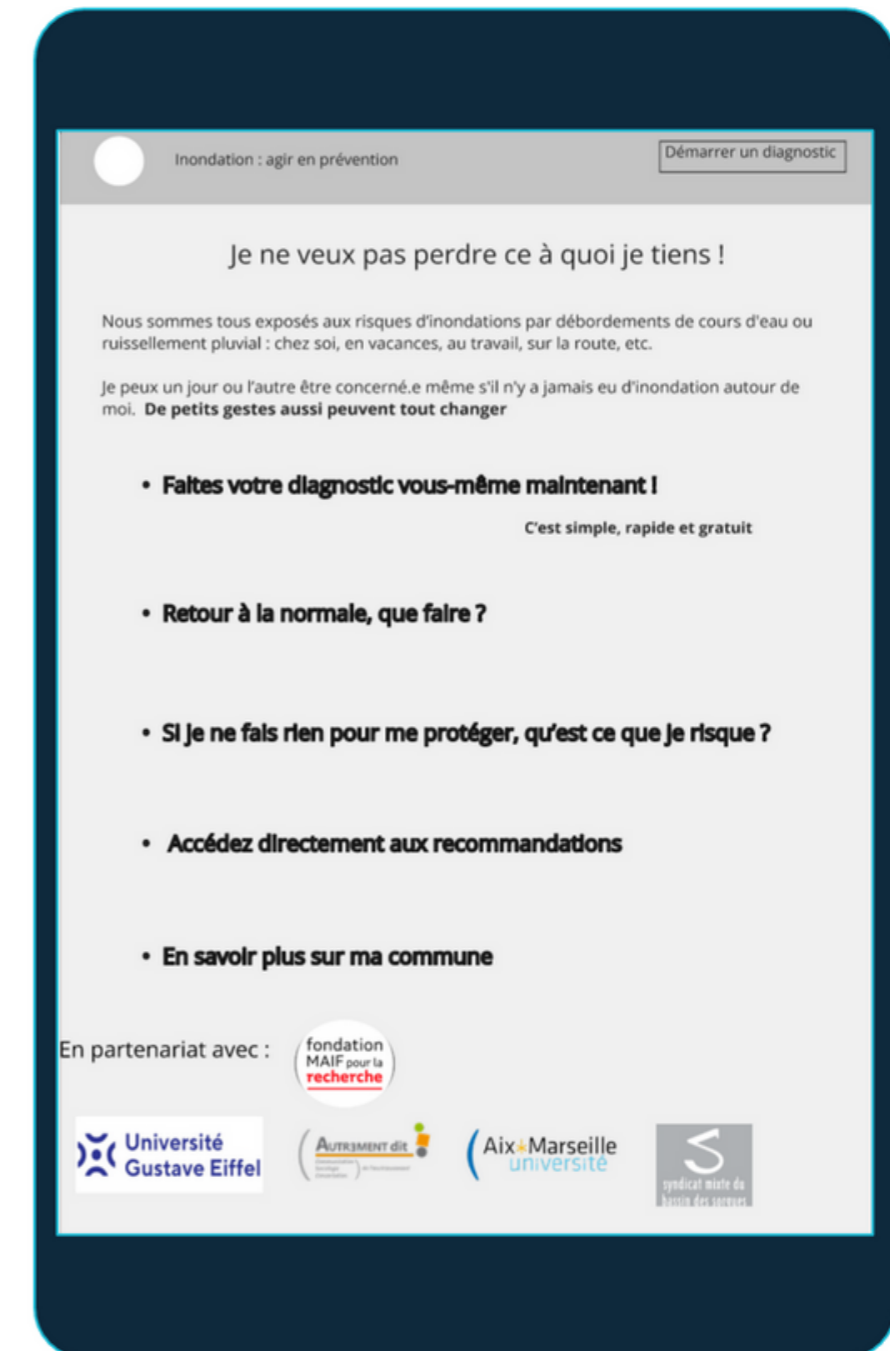 Inondation : agir en prévention
Démarrer un diagnostic
Je ne veux pas perdre ce à quoi je tiens !
Nous sommes tous exposés aux risques d'inondations par débordements de cours d'eau ou
ruissellement pluvial : chez soi, en vacances, au travail, sur la route, etc.
Je peux un jour ou l'autre être concerné.e même s'il n'y a jamais eu d'inondation autour de
moi. De petits gestes aussi peuvent tout changer
• Faites votre diagnostic vous-même maintenant !
C'est simple, rapide et gratuit
• Retour à la normale, que faire ?
• Si je ne fais rien pour me protéger, qu'est ce que je risque ?
• Accédez directement aux recommandations
• En savoir plus sur ma commune
En partenariat avec :
fondation
MAIF pour la
recherche
Université
Gustave Eiffel
AUTR3MENT dit
Aix*Marseille
université
syndicat mixte du
bassin des sorgues